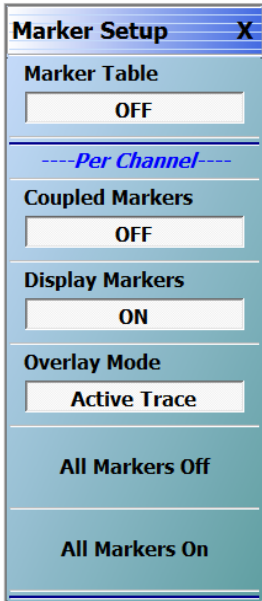 Marker Setup X
Marker Table
OFF
----Per Channel----
Coupled Markers
OFF
Display Markers
ON
Overlay Mode
Active Trace
All Markers Off
All Markers On